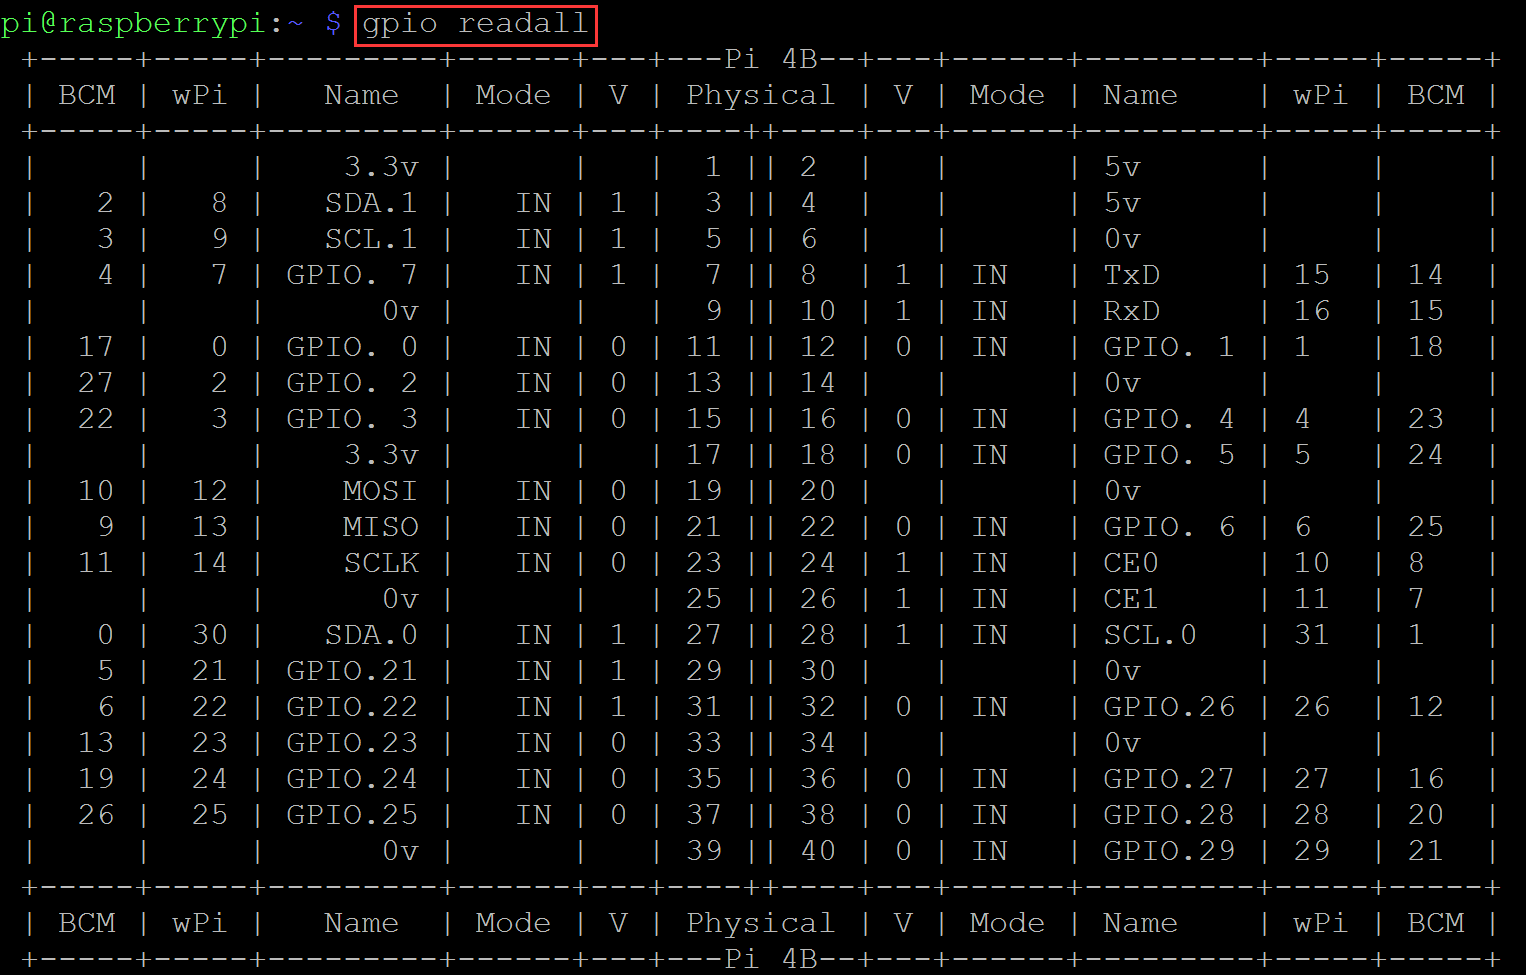 pi@raspberrypi:~ $ gpio readall
 +-----+-----+---------+------+---+---Pi 4B--+---+------+---------+-----+-----+
 | BCM | wPi |   Name  | Mode | V | Physical | V | Mode | Name    | wPi | BCM |
 +-----+-----+---------+------+---+----++----+---+------+---------+-----+-----+
 |     |     |    3.3v |      |   |  1 || 2  |   |      | 5v      |     |     |
 |   2 |   8 |   SDA.1 |   IN | 1 |  3 || 4  |   |      | 5v      |     |     |
 |   3 |   9 |   SCL.1 |   IN | 1 |  5 || 6  |   |      | 0v      |     |     |
 |   4 |   7 | GPIO. 7 |   IN | 1 |  7 || 8  | 1 | IN   | TxD     | 15  | 14  |
 |     |     |      0v |      |   |  9 || 10 | 1 | IN   | RxD     | 16  | 15  |
 |  17 |   0 | GPIO. 0 |   IN | 0 | 11 || 12 | 0 | IN   | GPIO. 1 | 1   | 18  |
 |  27 |   2 | GPIO. 2 |   IN | 0 | 13 || 14 |   |      | 0v      |     |     |
 |  22 |   3 | GPIO. 3 |   IN | 0 | 15 || 16 | 0 | IN   | GPIO. 4 | 4   | 23  |
 |     |     |    3.3v |      |   | 17 || 18 | 0 | IN   | GPIO. 5 | 5   | 24  |
 |  10 |  12 |    MOSI |   IN | 0 | 19 || 20 |   |      | 0v      |     |     |
 |   9 |  13 |    MISO |   IN | 0 | 21 || 22 | 0 | IN   | GPIO. 6 | 6   | 25  |
 |  11 |  14 |    SCLK |   IN | 0 | 23 || 24 | 1 | IN   | CE0     | 10  | 8   |
 |     |     |      0v |      |   | 25 || 26 | 1 | IN   | CE1     | 11  | 7   |
 |   0 |  30 |   SDA.0 |   IN | 1 | 27 || 28 | 1 | IN   | SCL.0   | 31  | 1   |
 |   5 |  21 | GPIO.21 |   IN | 1 | 29 || 30 |   |      | 0v      |     |     |
 |   6 |  22 | GPIO.22 |   IN | 1 | 31 || 32 | 0 | IN   | GPIO.26 | 26  | 12  |
 |  13 |  23 | GPIO.23 |   IN | 0 | 33 || 34 |   |      | 0v      |     |     |
 |  19 |  24 | GPIO.24 |   IN | 0 | 35 || 36 | 0 | IN   | GPIO.27 | 27  | 16  |
 |  26 |  25 | GPIO.25 |   IN | 0 | 37 || 38 | 0 | IN   | GPIO.28 | 28  | 20  |
 |     |     |      0v |      |   | 39 || 40 | 0 | IN   | GPIO.29 | 29  | 21  |
 +-----+-----+---------+------+---+----++----+---+------+---------+-----+-----+
 | BCM | wPi |   Name  | Mode | V | Physical | V | Mode | Name    | wPi | BCM |
 +-----+-----+---------+------+---+---Pi 4B--+---+------+---------+-----+-----+